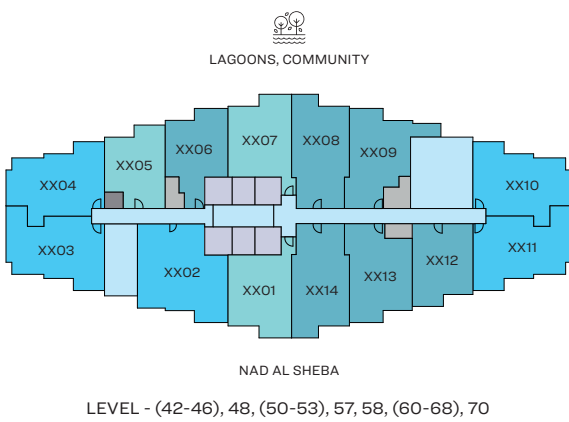 LAGOONS, COMMUNITY
XX07 XX08
XX06 XX09
XX05
XX04 XX10
XX03 XX11
XX02 XX12
XX13
XX01 XX14
NAD AL SHEBA
LEVEL - (42-46), 48, (50-53), 57, 58, (60-68), 70